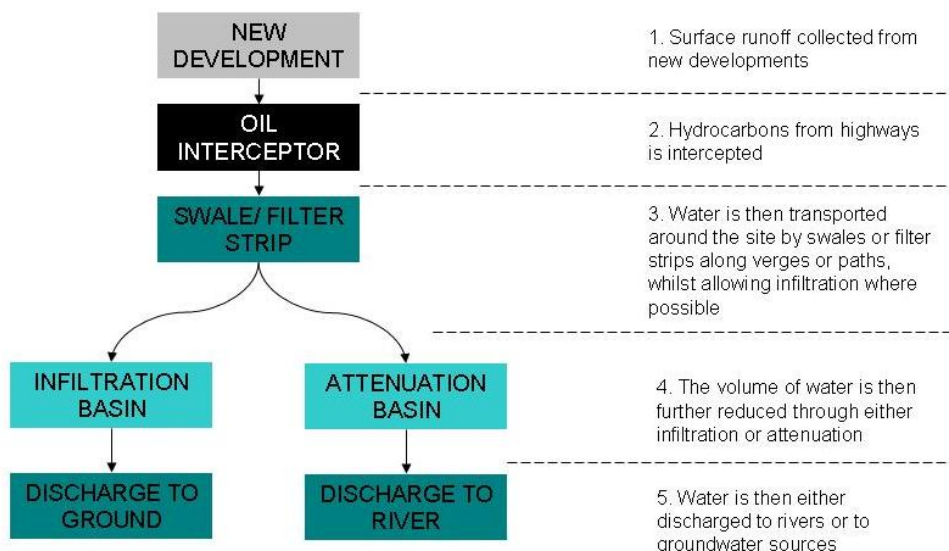 NEW
DEVELOPMENT
1. Surface runoff collected from
new developments
OIL
INTERCEPTOR
2. Hydrocarbons from highways
is intercepted
SWALE/ FILTER
STRIP
3. Water is then transported
around the site by swales or filter
strips along verges or paths,
whilst allowing infiltration where
possible
INFILTRATION
BASIN
ATTENUATION
BASIN
4. The volume of water is then
further reduced through either
infiltration or attenuation
DISCHARGE TO
GROUND
DISCHARGE TO
RIVER
5. Water is then either
discharged to rivers or to
groundwater sources